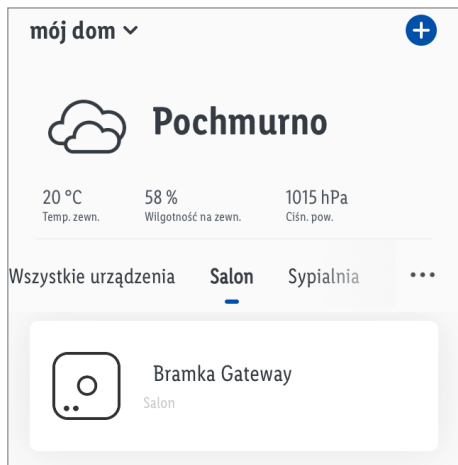 mój dom
Pochmurno
20 °C 58 % 1015 hPa
Temp. zewn. Wilgotność na zewn. Ciśn. pow.
Wszystkie urządzenia Salon Sypialnia
Bramka Gateway
Salon